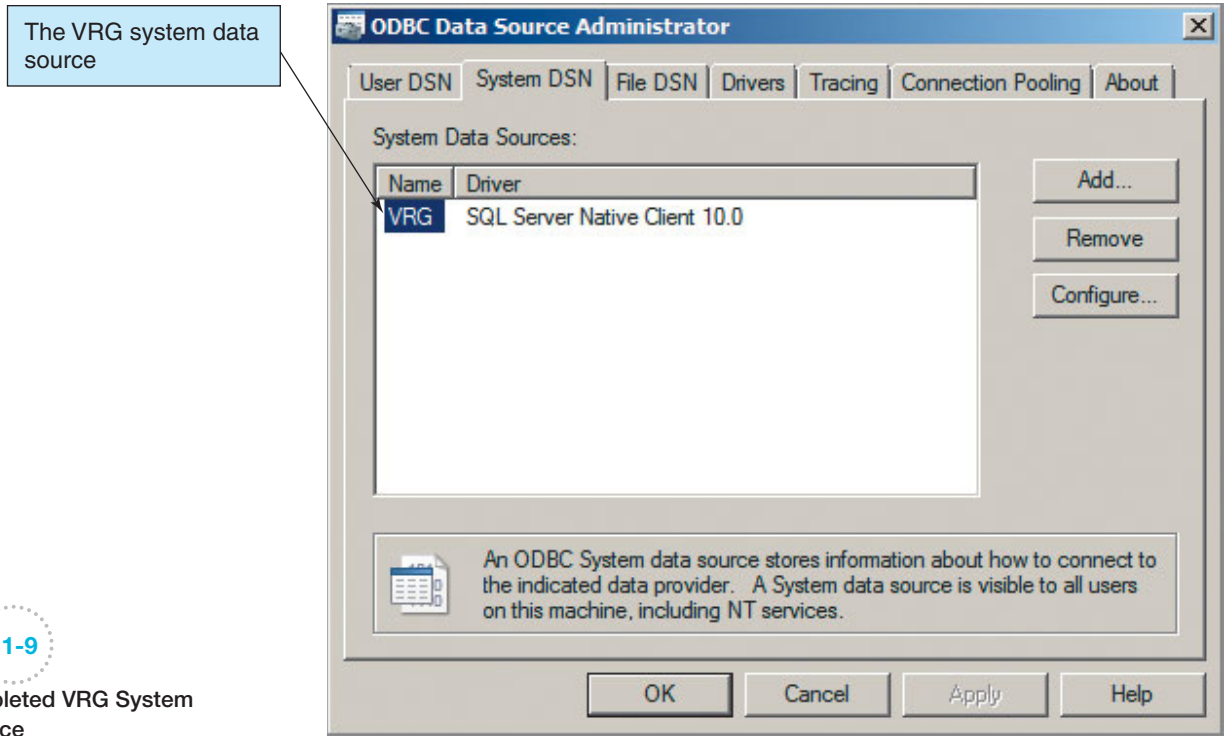 The VRG system data
source
ODBC Data Source Administrator
User DSN System DSN File DSN Drivers Tracing Connection Pooling About
System Data Sources:
Name Driver
VRG SQL Server Native Client 10.0
Add...
Remove
Configure...
An ODBC System data source stores information about how to connect to
the indicated data provider. A System data source is visible to all users
on this machine, including NT services.
OK Cancel Apply Help
1-9
VRG System